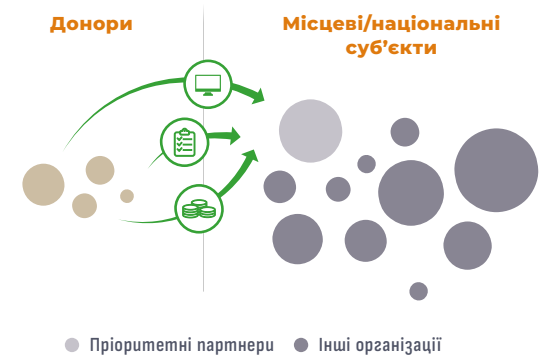 Донори
Місцеві/національні
суб’єкти
Пріоритетні партнери
Інші організації